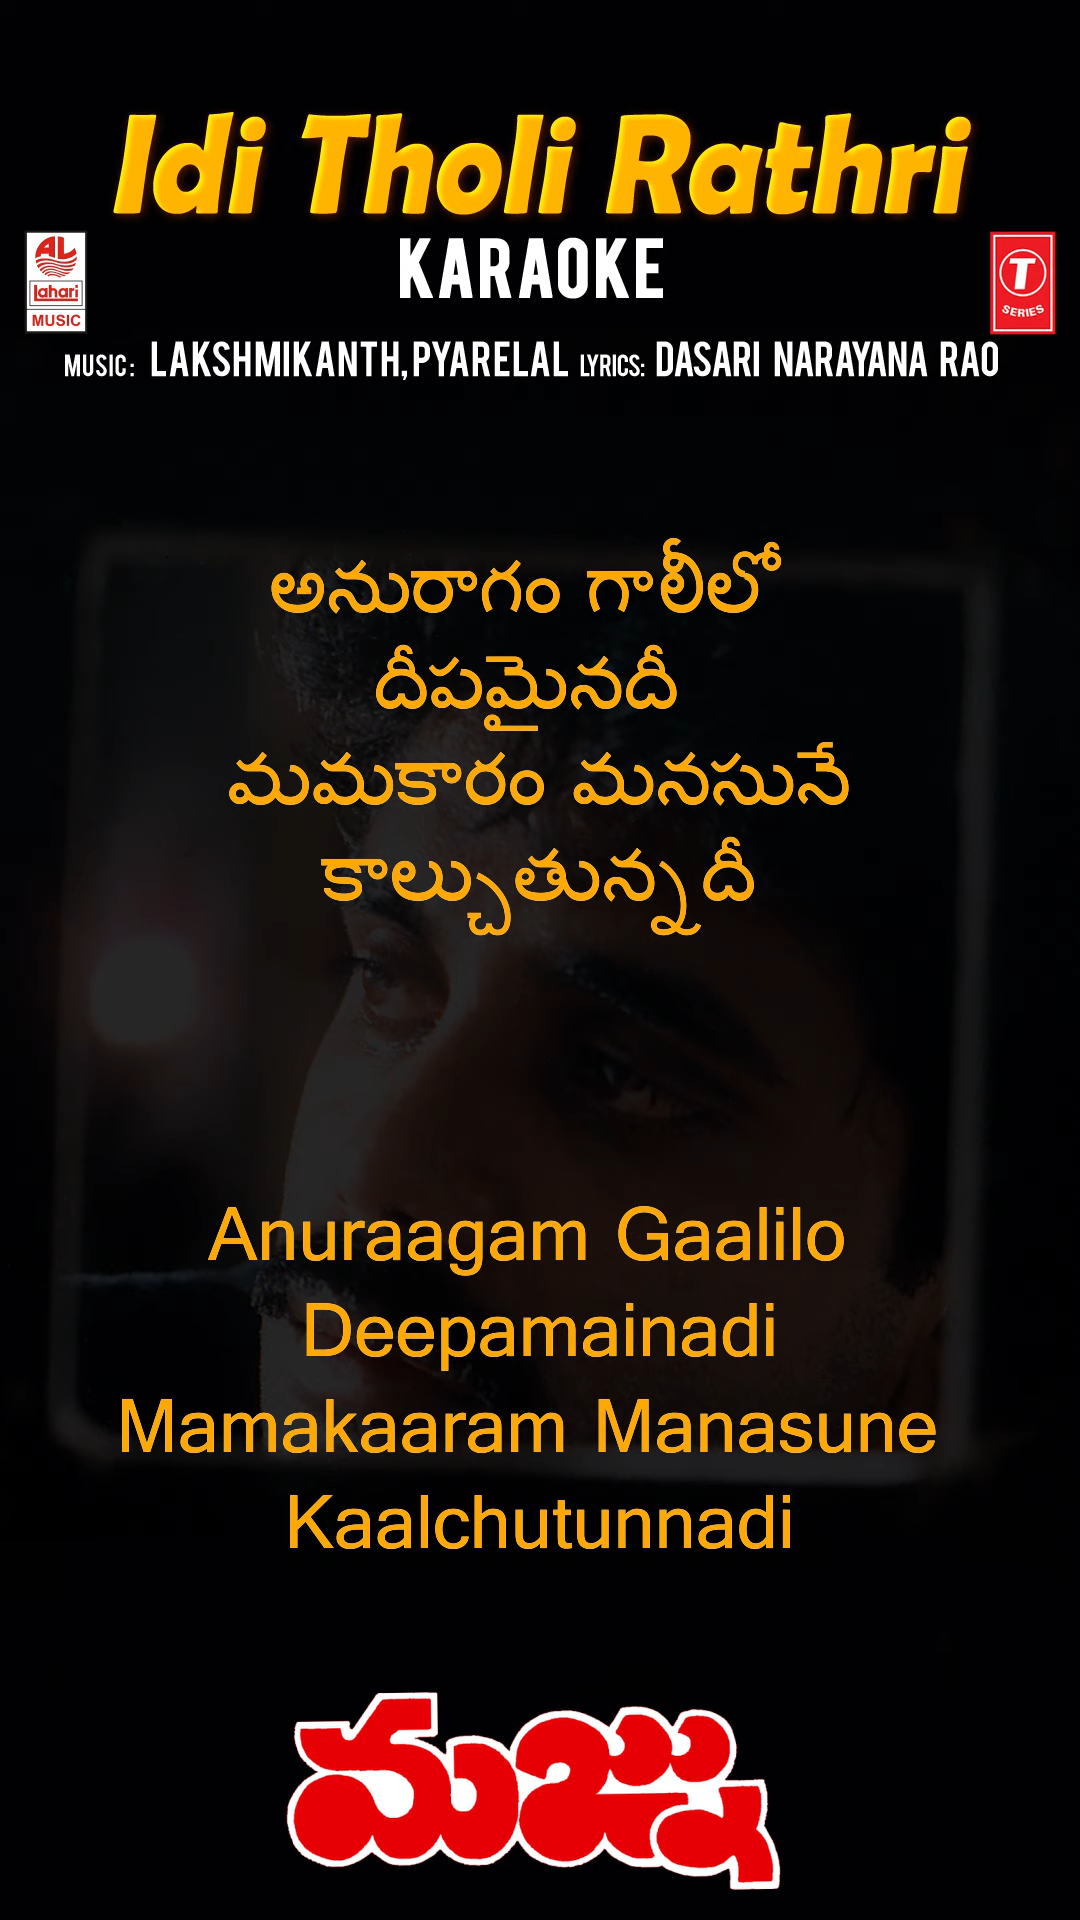 Idi Tholi Rathri
KARAOKE
AL
Lahari
MUSIC
T
SERIES
MUSIC: LAKSHMIKANTH, PYARELAL LYRICS: DASARI NARAYANA RAO
అనురాగం గాలీలో
దీపమైనదీ
మమకారం మనసునే
కాల్చుతున్నదీ
Anuraagam Gaalilo
Deepamainadi
Mamakaaram Manasune
Kaalchutunnadi
మజ్ను